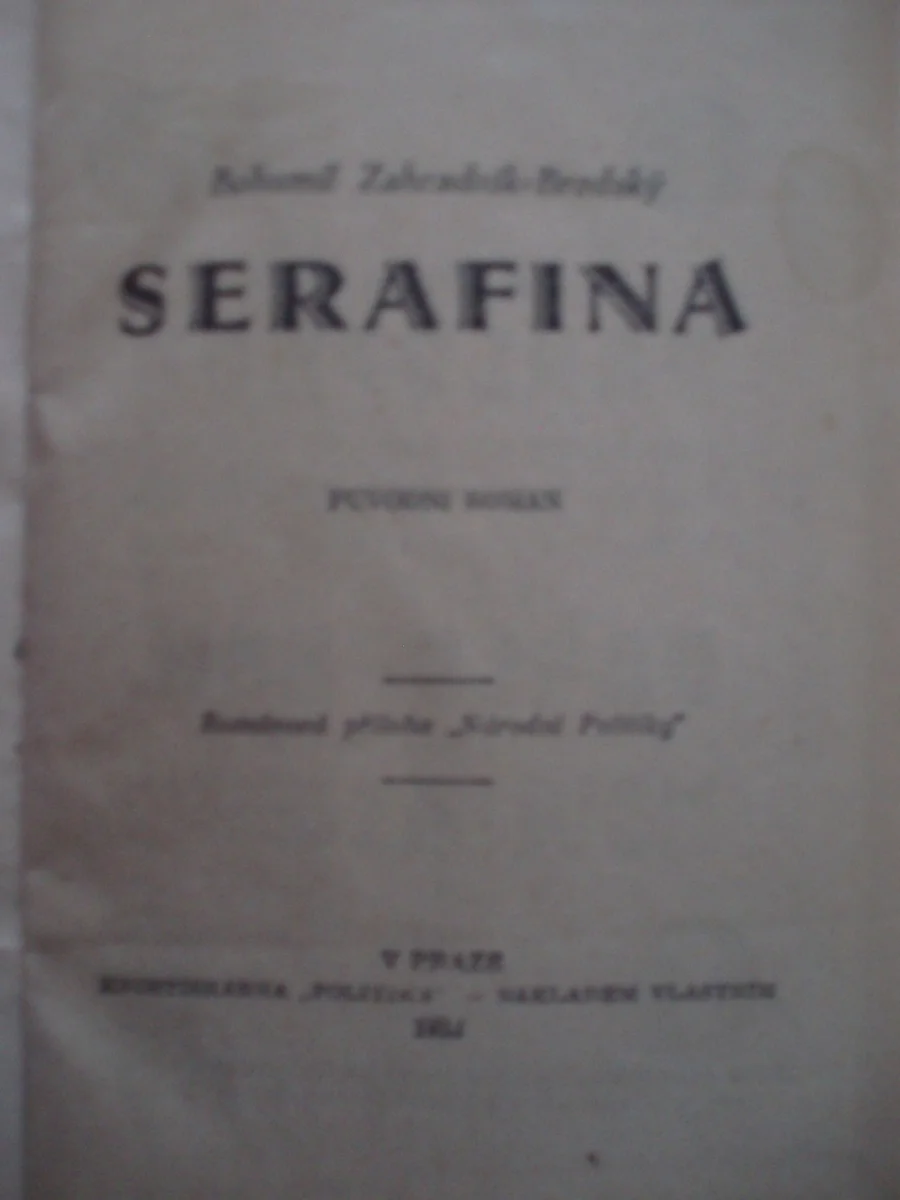 Bohumil Zahradník-Brodský
SERAFINA
PŮVODNÍ ROMÁN
Románová příloha „Národní Politiky"
V PRAZE
KNIHTISKÁRNA „POLITIKA" — NÁKLADEM VLASTNÍM